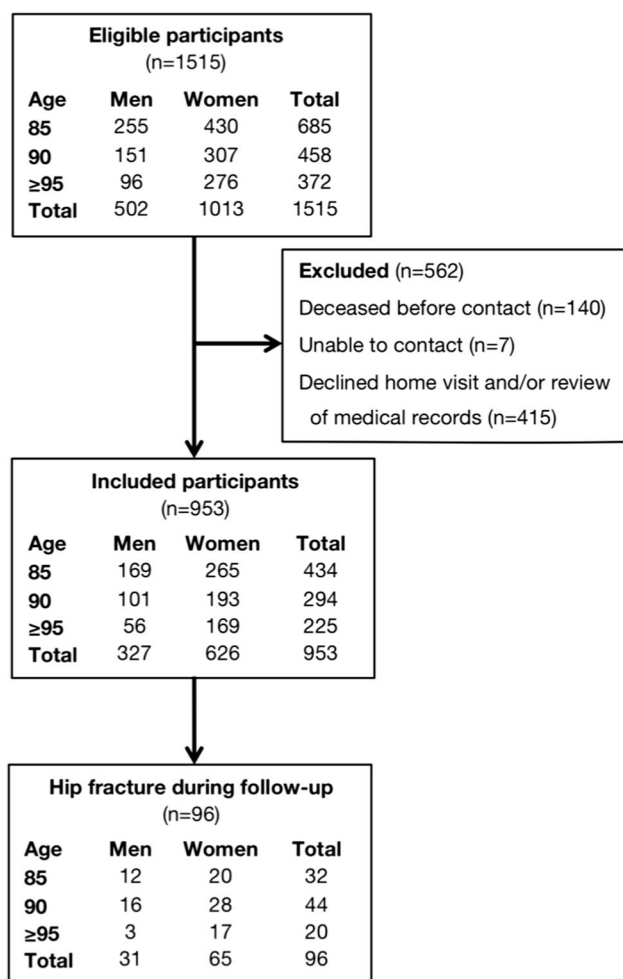 Eligible participants
(n=1515)
Age Men Women Total
85 255 430 685
90 151 307 458
≥95 96 276 372
Total 502 1013 1515
Excluded (n=562)
Deceased before contact (n=140)
Unable to contact (n=7)
Declined home visit and/or review
of medical records (n=415)
Included participants
(n=953)
Age Men Women Total
85 169 265 434
90 101 193 294
≥95 56 169 225
Total 327 626 953
Hip fracture during follow-up
(n=96)
Age Men Women Total
85 12 20 32
90 16 28 44
≥95 3 17 20
Total 31 65 96